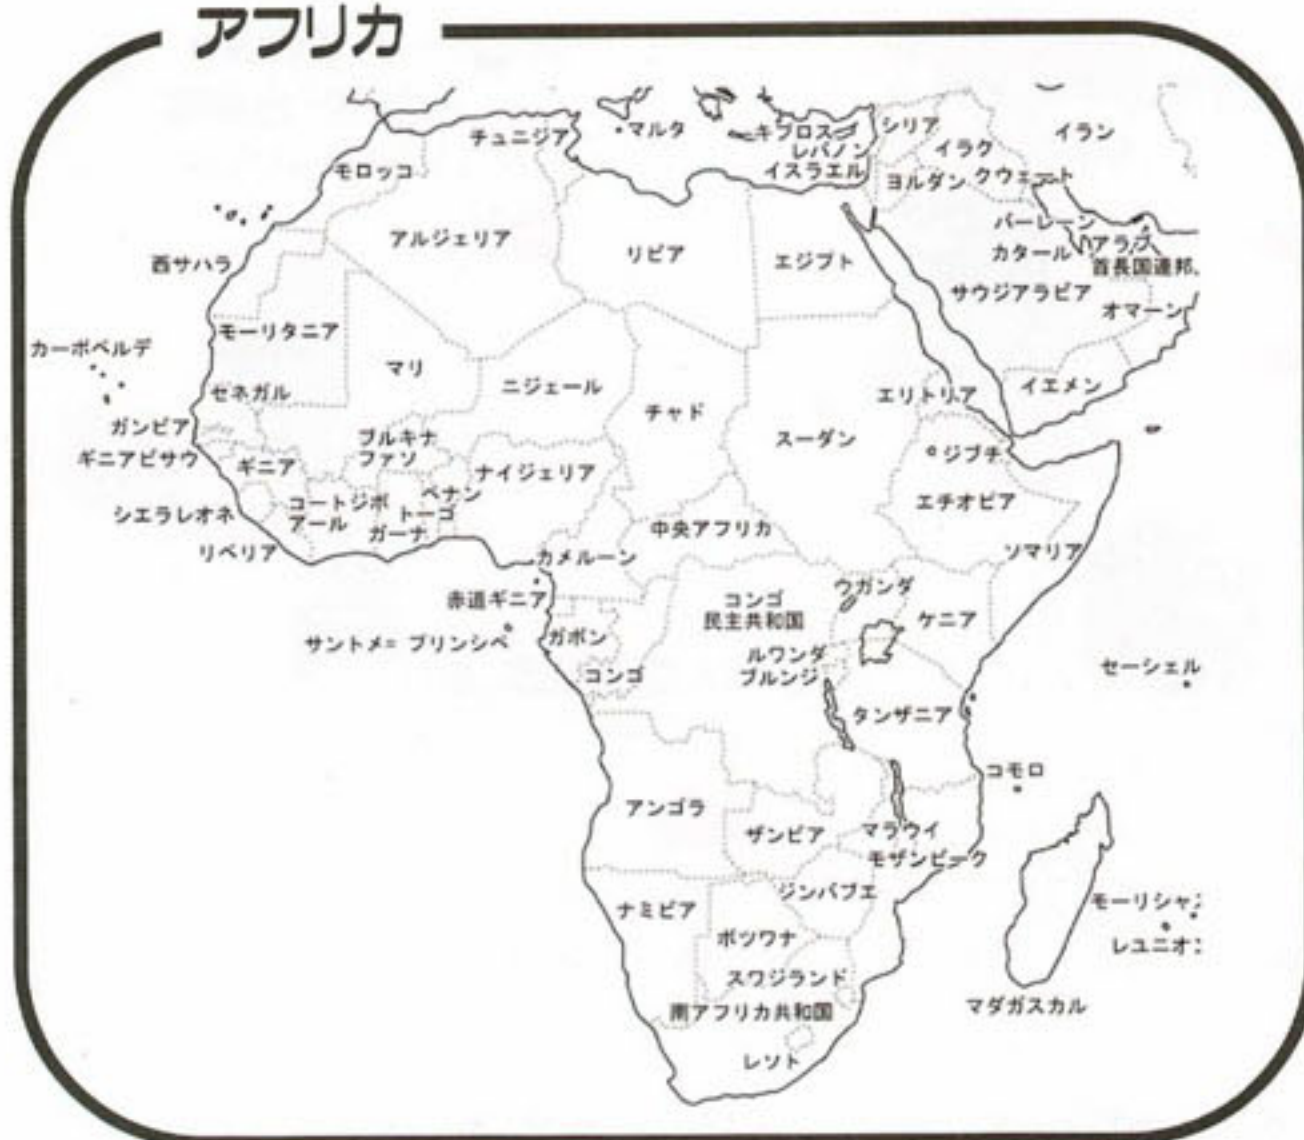 アフリカ
チュニジア
マルタ
キプロス
シリア
イラン
レバノン
イラク
イスラエル
ヨルダン
クウェート
モロッコ
バーレーン
アルジェリア
リビア
エジプト
カタール
アラブ
首長国連邦
西サハラ
サウジアラビア
オマーン
モーリタニア
カーボベルデ
マリ
ニジェール
イエメン
セネガル
エリトリア
チャド
ガンビア
スーダン
ブルキナ
ファソ
ジブチ
ギニアビサウ
ギニア
ナイジェリア
ベナン
エチオピア
コートジボ
アール
トーゴ
シエラレオネ
ガーナ
中央アフリカ
リベリア
カメルーン
ソマリア
ウガンダ
赤道ギニア
コンゴ
民主共和国
ケニア
サントメ= プリンシペ
ガボン
ルワンダ
ブルンジ
コンゴ
セーシェル
タンザニア
コモロ
アンゴラ
ザンビア
マラウイ
モザンビーク
ジンバブエ
ナミビア
モーリシャ
ボツワナ
レユニオ
スワジランド
マダガスカル
南アフリカ共和国
レソト